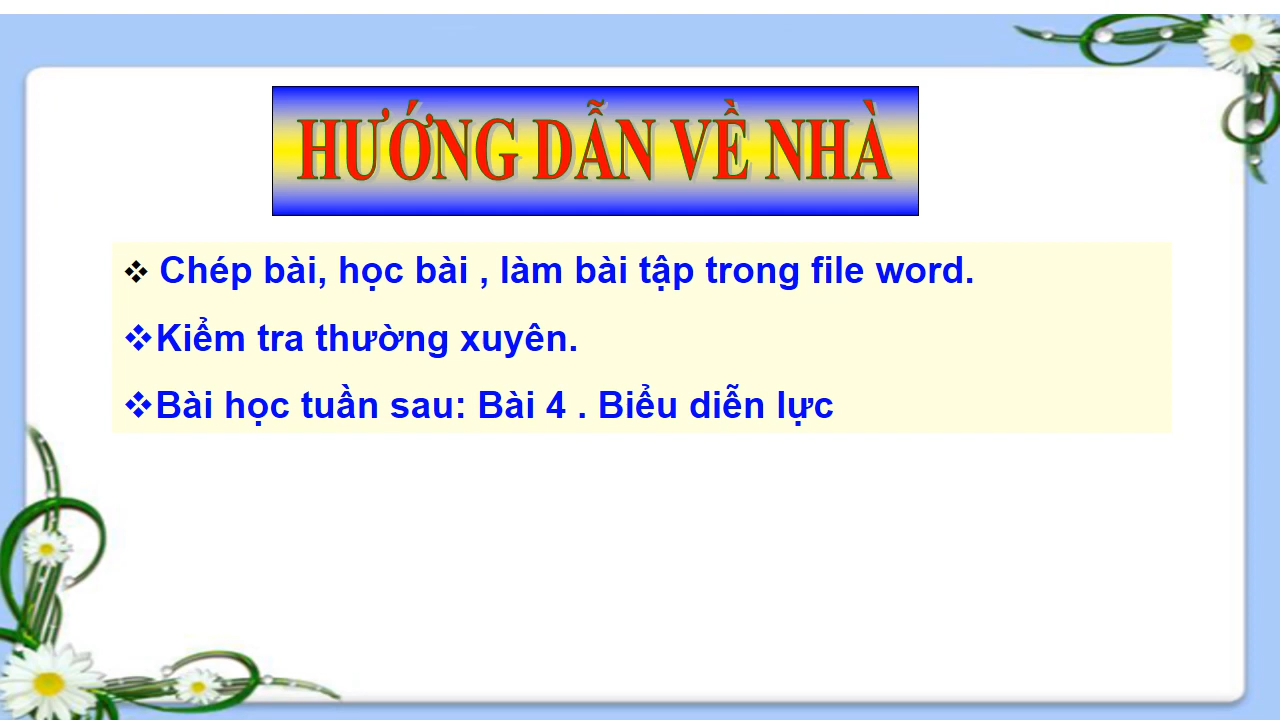 HƯỚNG DẪN VỀ NHÀ
❖ Chép bài, học bài , làm bài tập trong file word.
❖Kiểm tra thường xuyên.
❖Bài học tuần sau: Bài 4 . Biểu diễn lực